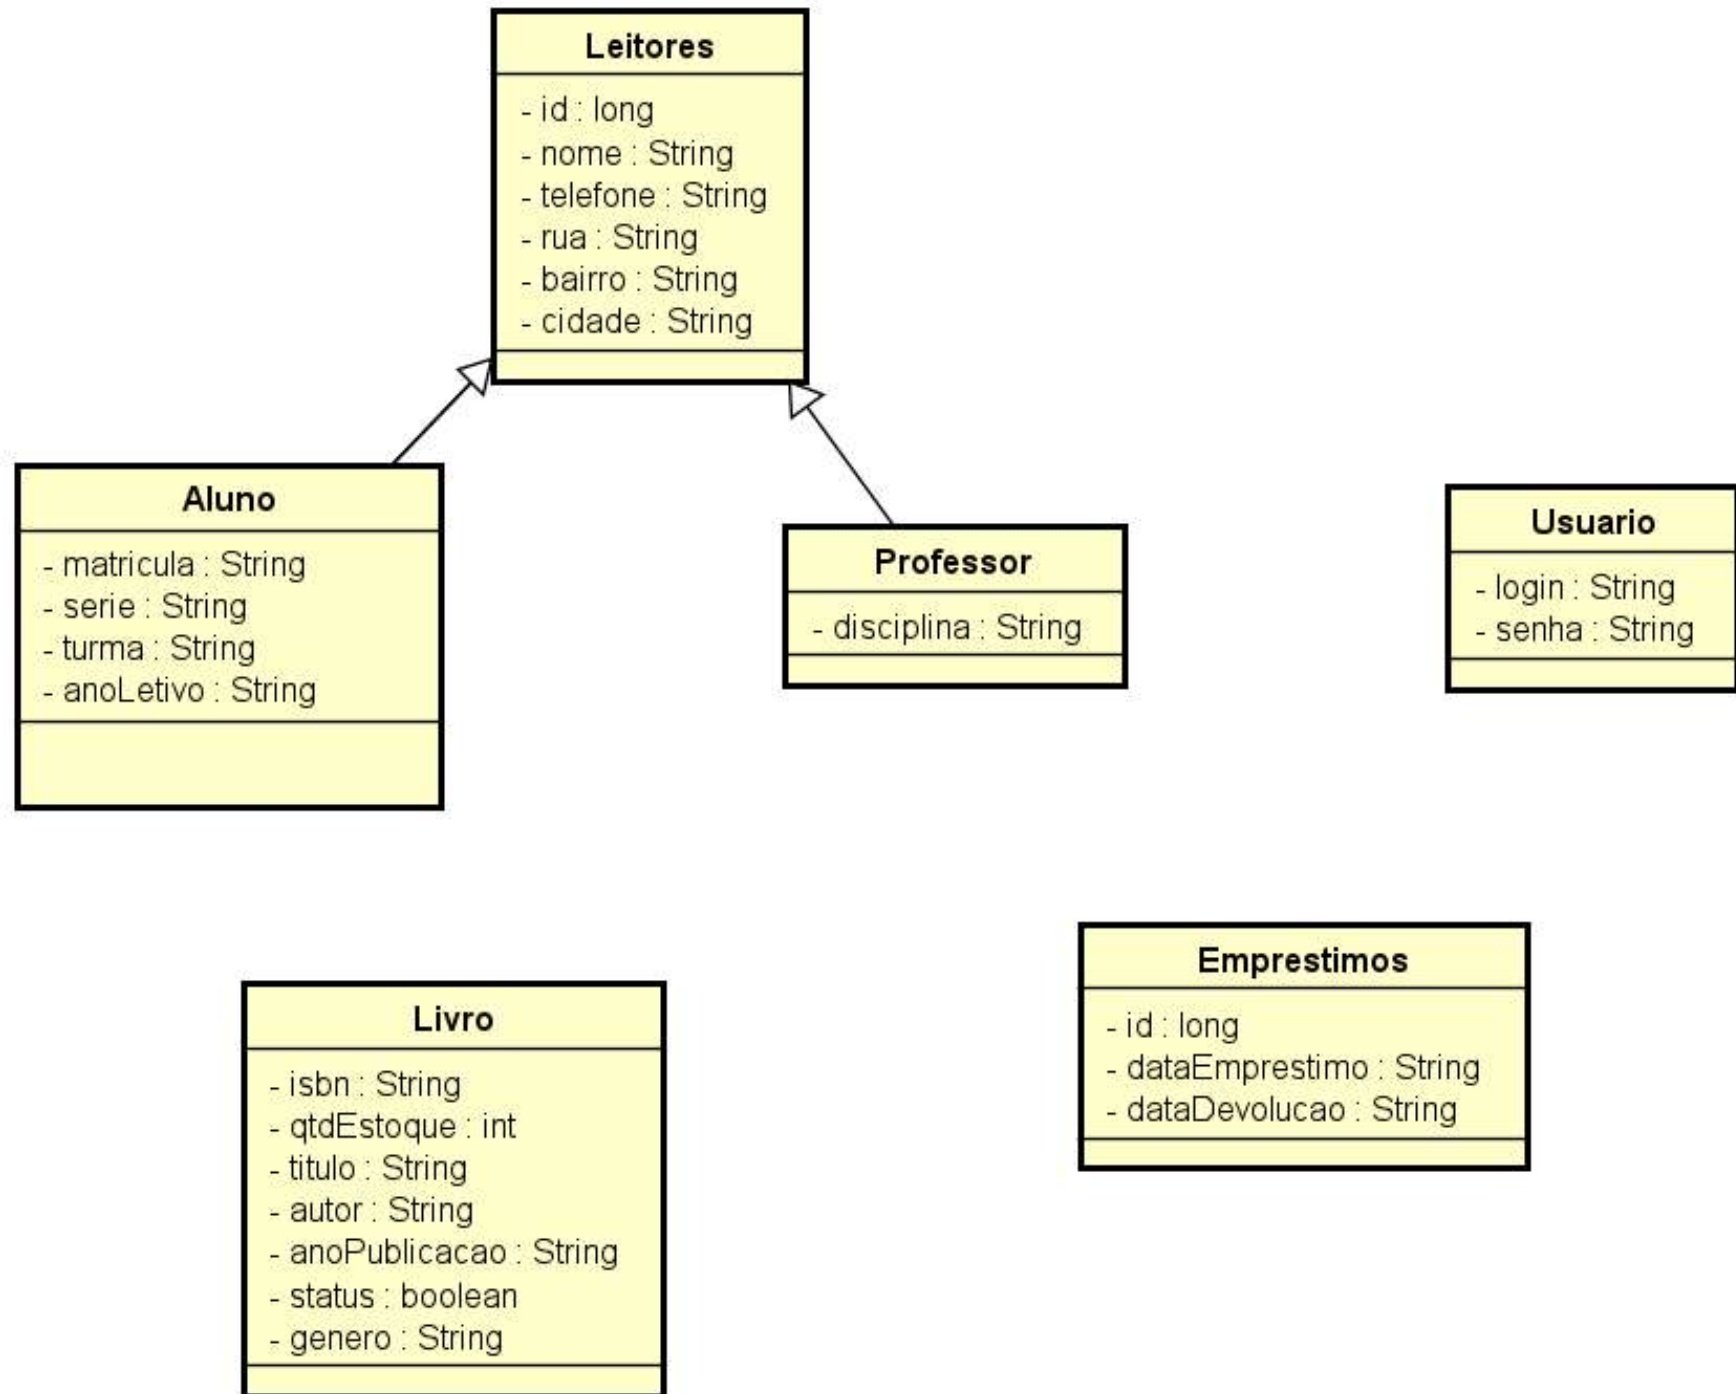 Leitores
- id : long
- nome : String
- telefone : String
- rua : String
- bairro : String
- cidade : String
Aluno
- matricula : String
- serie : String
- turma : String
- anoLetivo : String
Professor
- disciplina : String
Usuario
- login : String
- senha : String
Livro
- isbn : String
- qtdEstoque : int
- titulo : String
- autor : String
- anoPublicacao : String
- status : boolean
- genero : String
Emprestimos
- id : long
- dataEmprestimo : String
- dataDevolucao : String